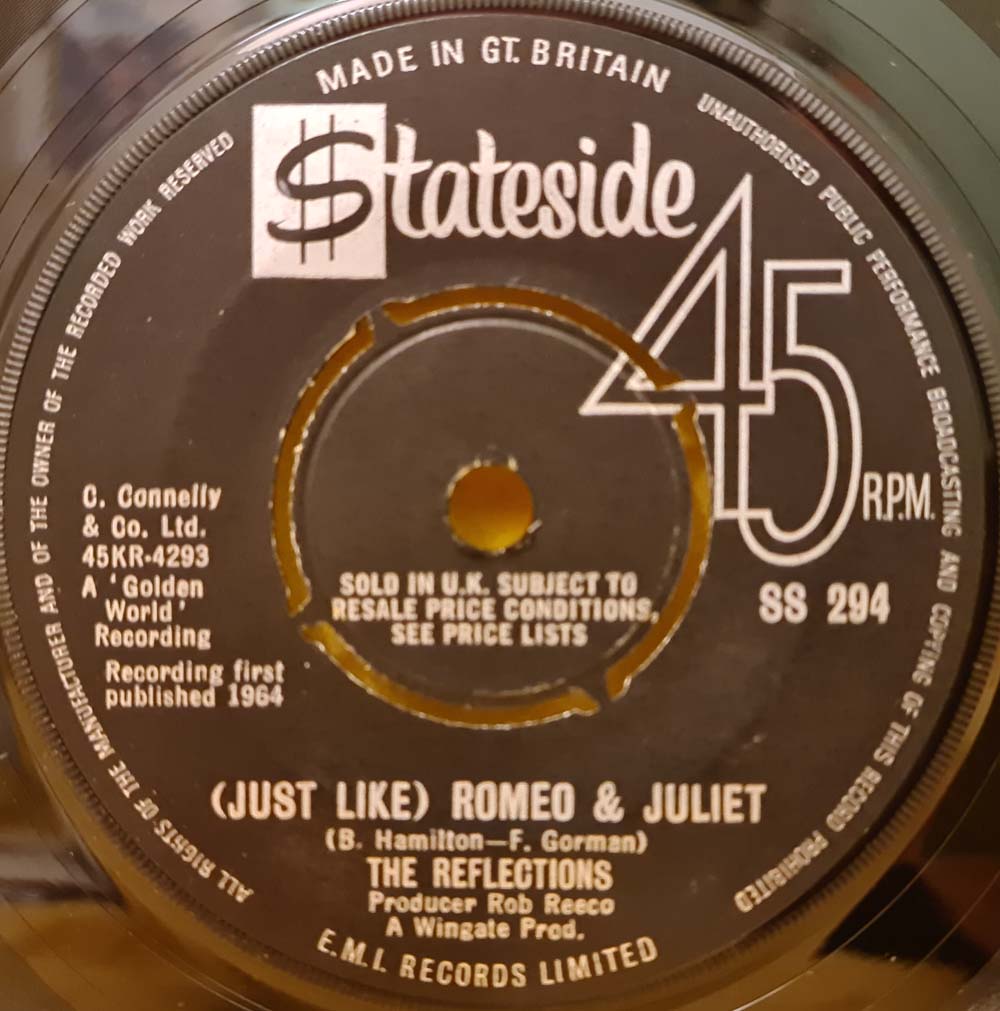 MADE IN GT. BRITAIN
UNAUTHORISED PUBLIC PERFORMANCE BROADCASTING AND COPYING OF THIS RECORD PROHIBITED
ALL RIGHTS OF THE MANUFACTURER AND OF THE OWNER OF THE RECORDED WORK RESERVED
$tateside
45 R.P.M.
C. Connelly
& Co. Ltd.
45KR-4293
A 'Golden
World'
Recording
Recording first
published 1964
SOLD IN U.K. SUBJECT TO
RESALE PRICE CONDITIONS,
SEE PRICE LISTS
SS 294
(JUST LIKE) ROMEO & JULIET
(B. Hamilton—F. Gorman)
THE REFLECTIONS
Producer Rob Reeco
A Wingate Prod.
E.M.I. RECORDS LIMITED